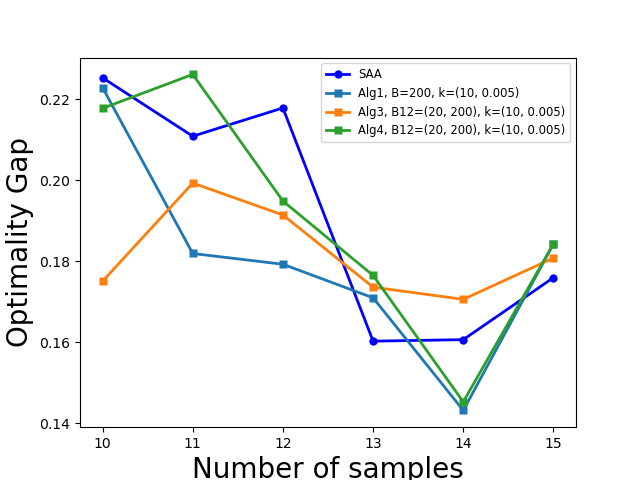 SAA
Alg1, B=200, k=(10, 0.005)
Alg3, B12=(20, 200), k=(10, 0.005)
Alg4, B12=(20, 200), k=(10, 0.005)
Optimality Gap
0.22
0.20
0.18
0.16
0.14
10 11 12 13 14 15
Number of samples